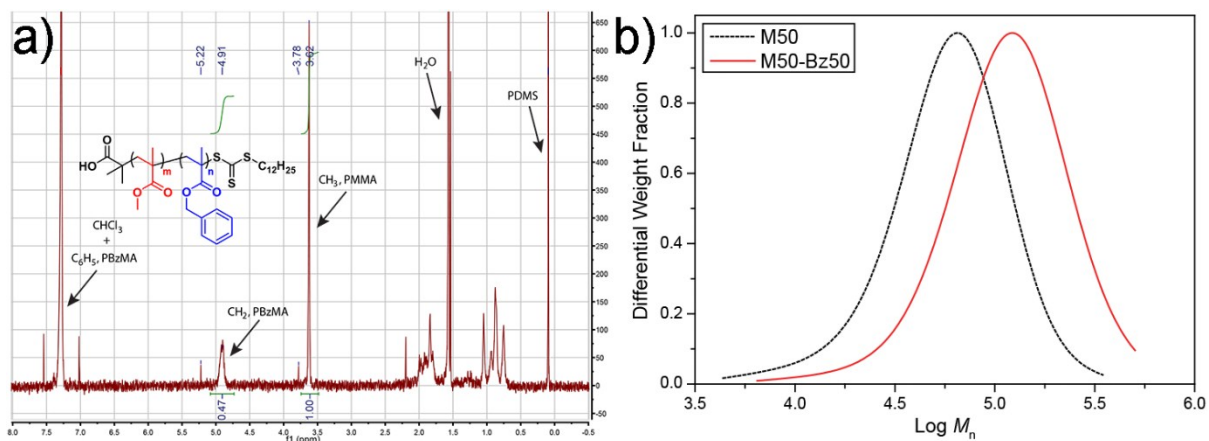 a)
5.22
4.91
3.78
3.62
650
600
550
500
450
400
350
300
250
200
150
100
50
0
-50
H2O
PDMS
HO
O
m
n
S
S
S
C12H25
O
O
O
O
CH3, PMMA
CHCl3
+
C6H5, PBzMA
CH2, PBzMA
0.47
1.00
8.0 7.5 7.0 6.5 6.0 5.5 5.0 4.5 4.0 3.5 3.0 2.5 2.0 1.5 1.0 0.5 0.0 -0.5
f1 (ppm)
b)
M50
M50-Bz50
Differential Weight Fraction
1.0
0.8
0.6
0.4
0.2
0.0
3.5 4.0 4.5 5.0 5.5 6.0
Log Mn